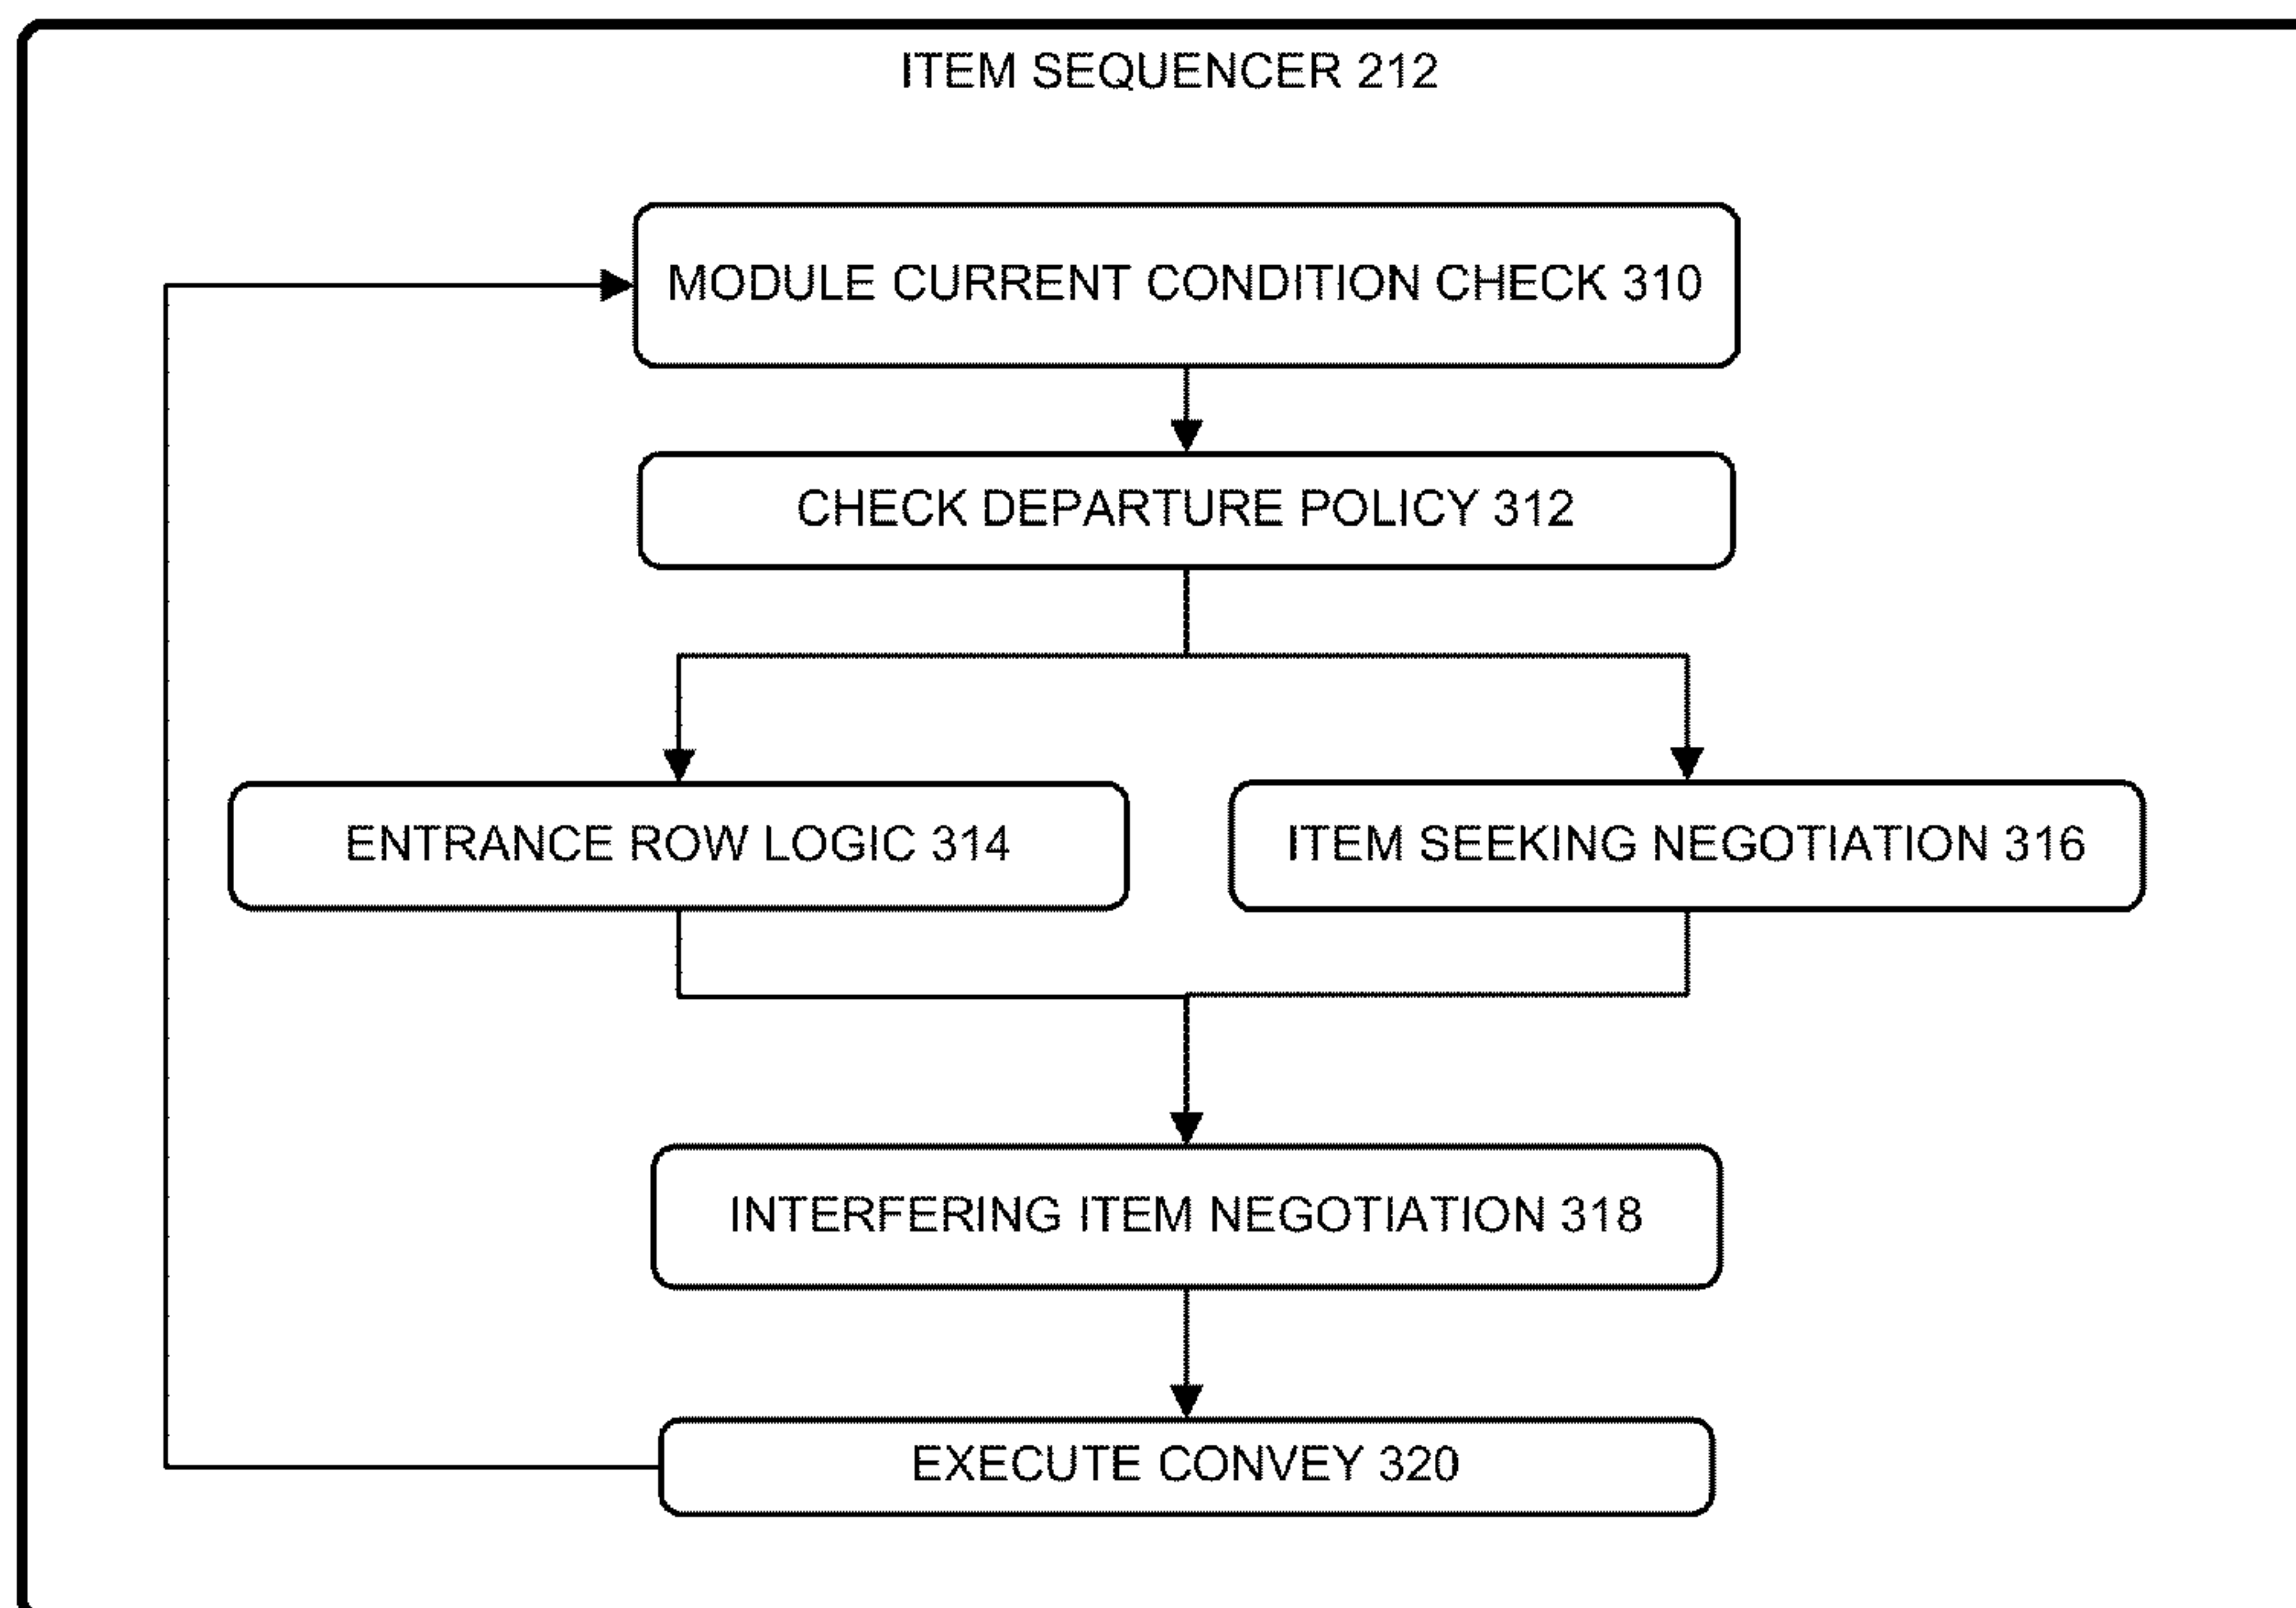 ITEM SEQUENCER 212
MODULE CURRENT CONDITION CHECK 310
CHECK DEPARTURE POLICY 312
ENTRANCE ROW LOGIC 314
ITEM SEEKING NEGOTIATION 316
INTERFERING ITEM NEGOTIATION 318
EXECUTE CONVEY 320